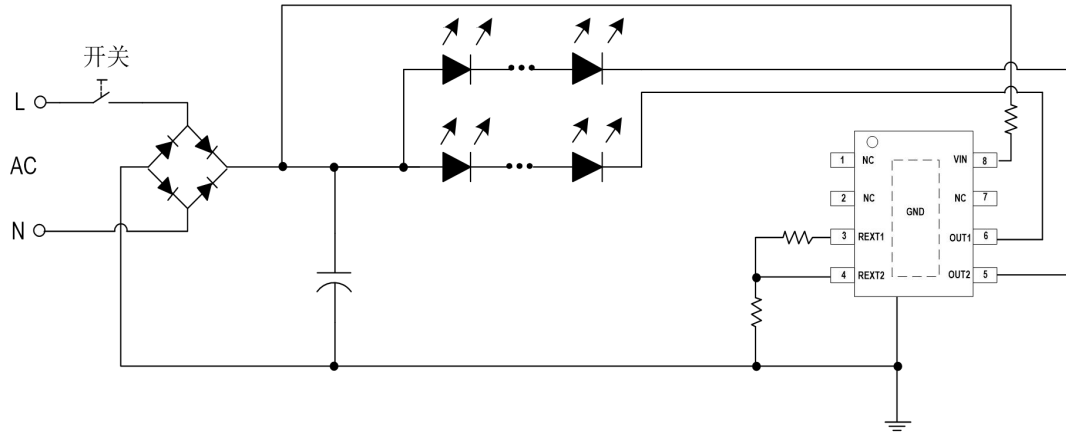 开关
L
AC
N
1 NC VIN 8
2 NC NC 7
GND
3 REXT1 OUT1 6
4 REXT2 OUT2 5